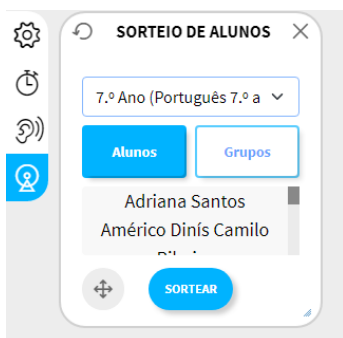 SORTEIO DE ALUNOS
7.º Ano (Português 7.º a
Alunos
Grupos
Adriana Santos
Américo Dinís Camilo
SORTEAR